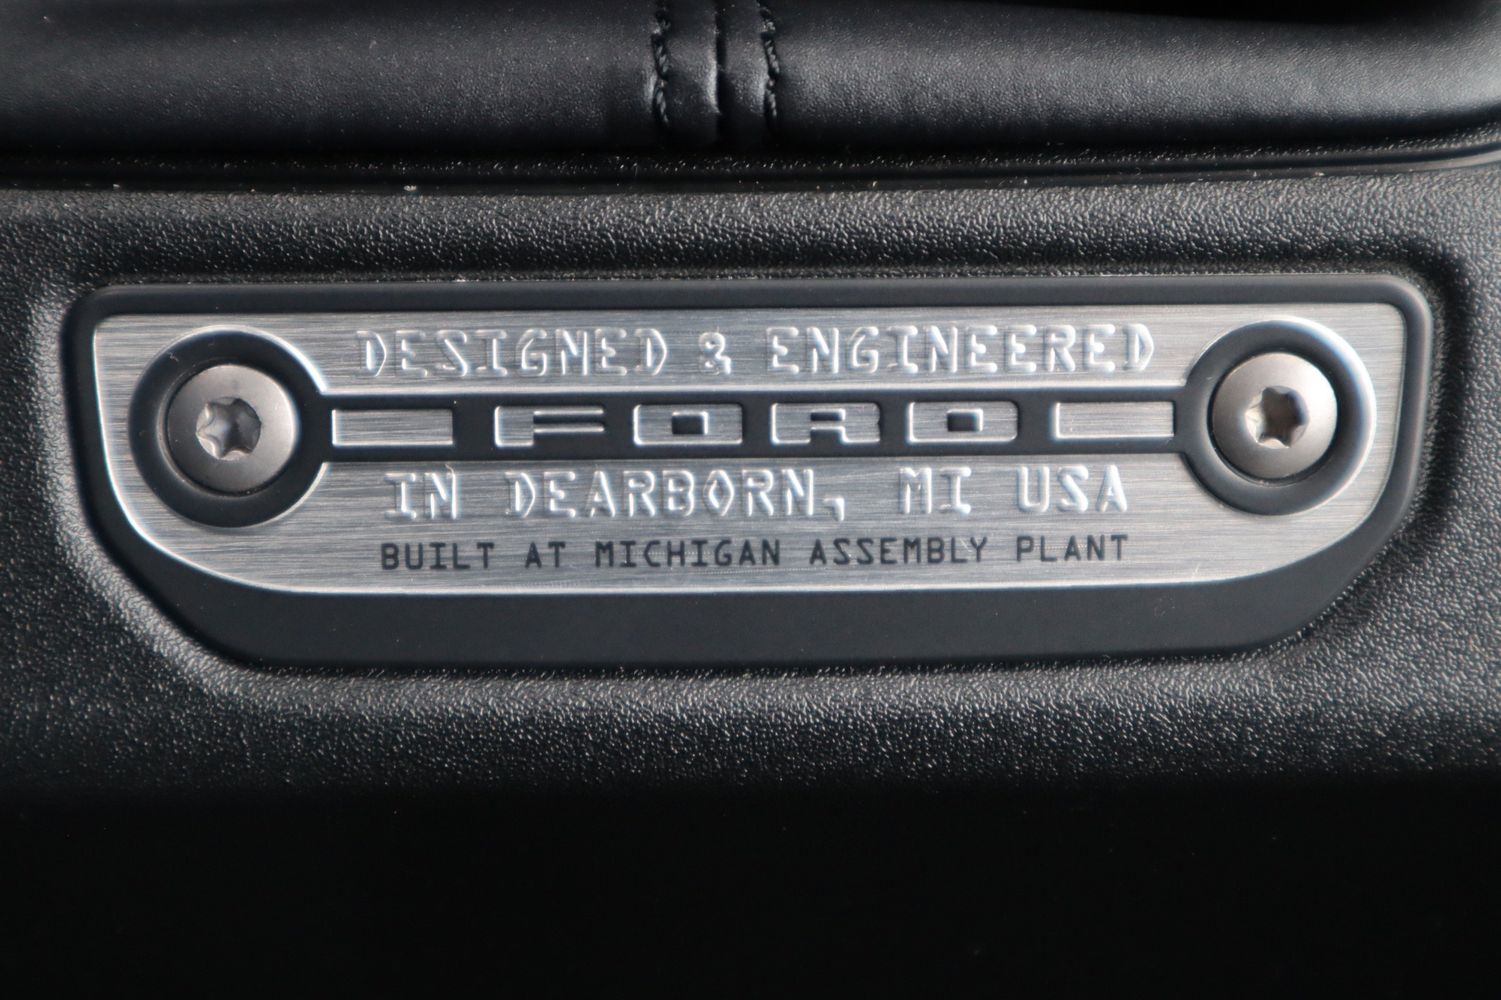 DESIGNED & ENGINEERED
FORD
IN DEARBORN, MI USA
BUILT AT MICHIGAN ASSEMBLY PLANT